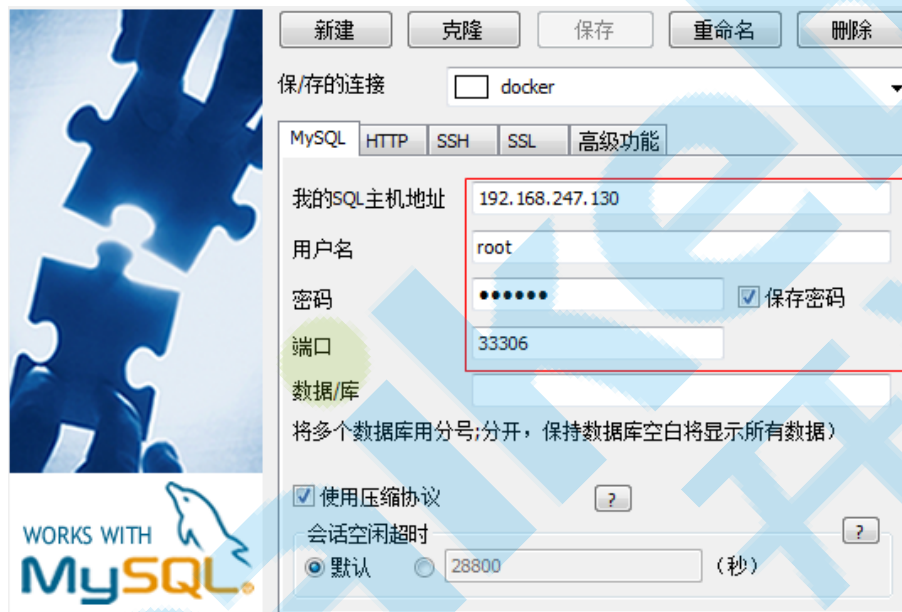 新建 克隆 保存 重命名 删除
保/存的连接 docker
MySQL HTTP SSH SSL 高级功能
我的SQL主机地址 192.168.247.130
用户名 root
密码 ●●●●●● 保存密码
端口 33306
数据/库
将多个数据库用分号;分开，保持数据库空白将显示所有数据）
使用压缩协议 ?
会话空闲超时 ?
默认 28800 (秒)
WORKS WITH
MySQL®